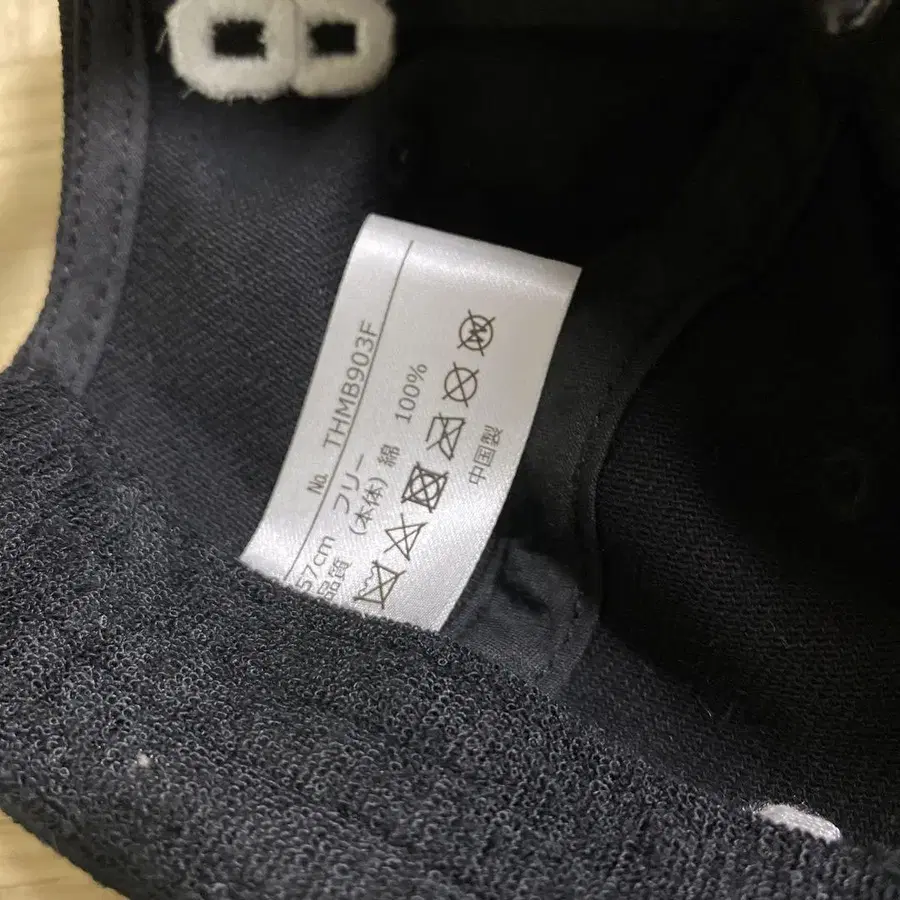 No. THMB903F
57cm フリー
品質 (本体) 綿 100%
中国製